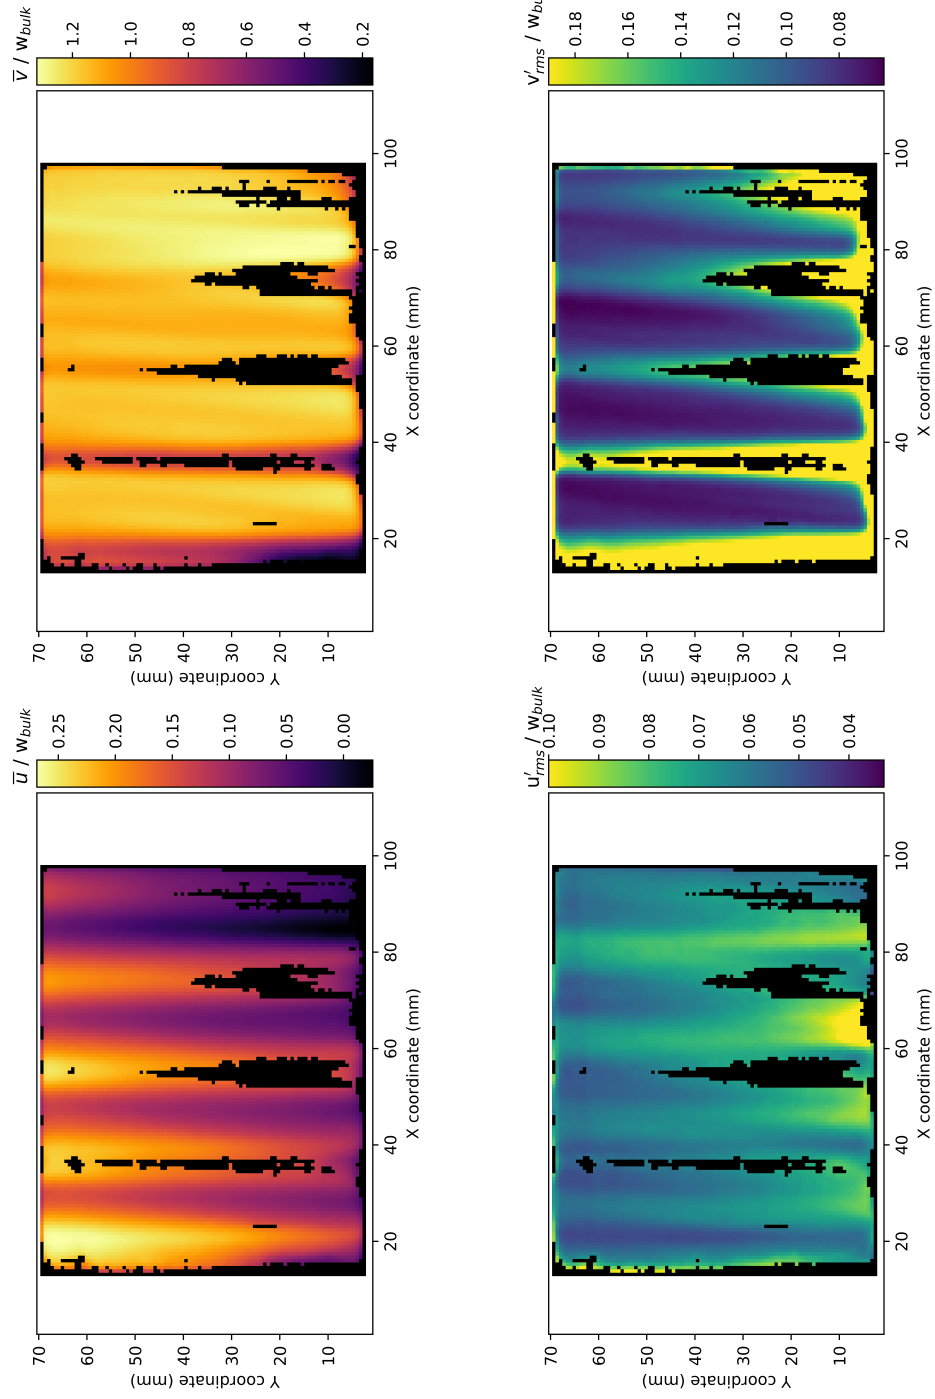 u̅ / w_bulk
0.00 0.05 0.10 0.15 0.20 0.25
70
60
50
40
30
20
10
Y coordinate (mm)
20 40 60 80 100
X coordinate (mm)
v̅ / w_bulk
0.2 0.4 0.6 0.8 1.0 1.2
70
60
50
40
30
20
10
Y coordinate (mm)
20 40 60 80 100
X coordinate (mm)
u′_rms / w_bulk
0.04 0.05 0.06 0.07 0.08 0.09 0.10
70
60
50
40
30
20
10
Y coordinate (mm)
20 40 60 80 100
X coordinate (mm)
v′_rms / w_bu
0.08 0.10 0.12 0.14 0.16 0.18
70
60
50
40
30
20
10
Y coordinate (mm)
20 40 60 80 100
X coordinate (mm)